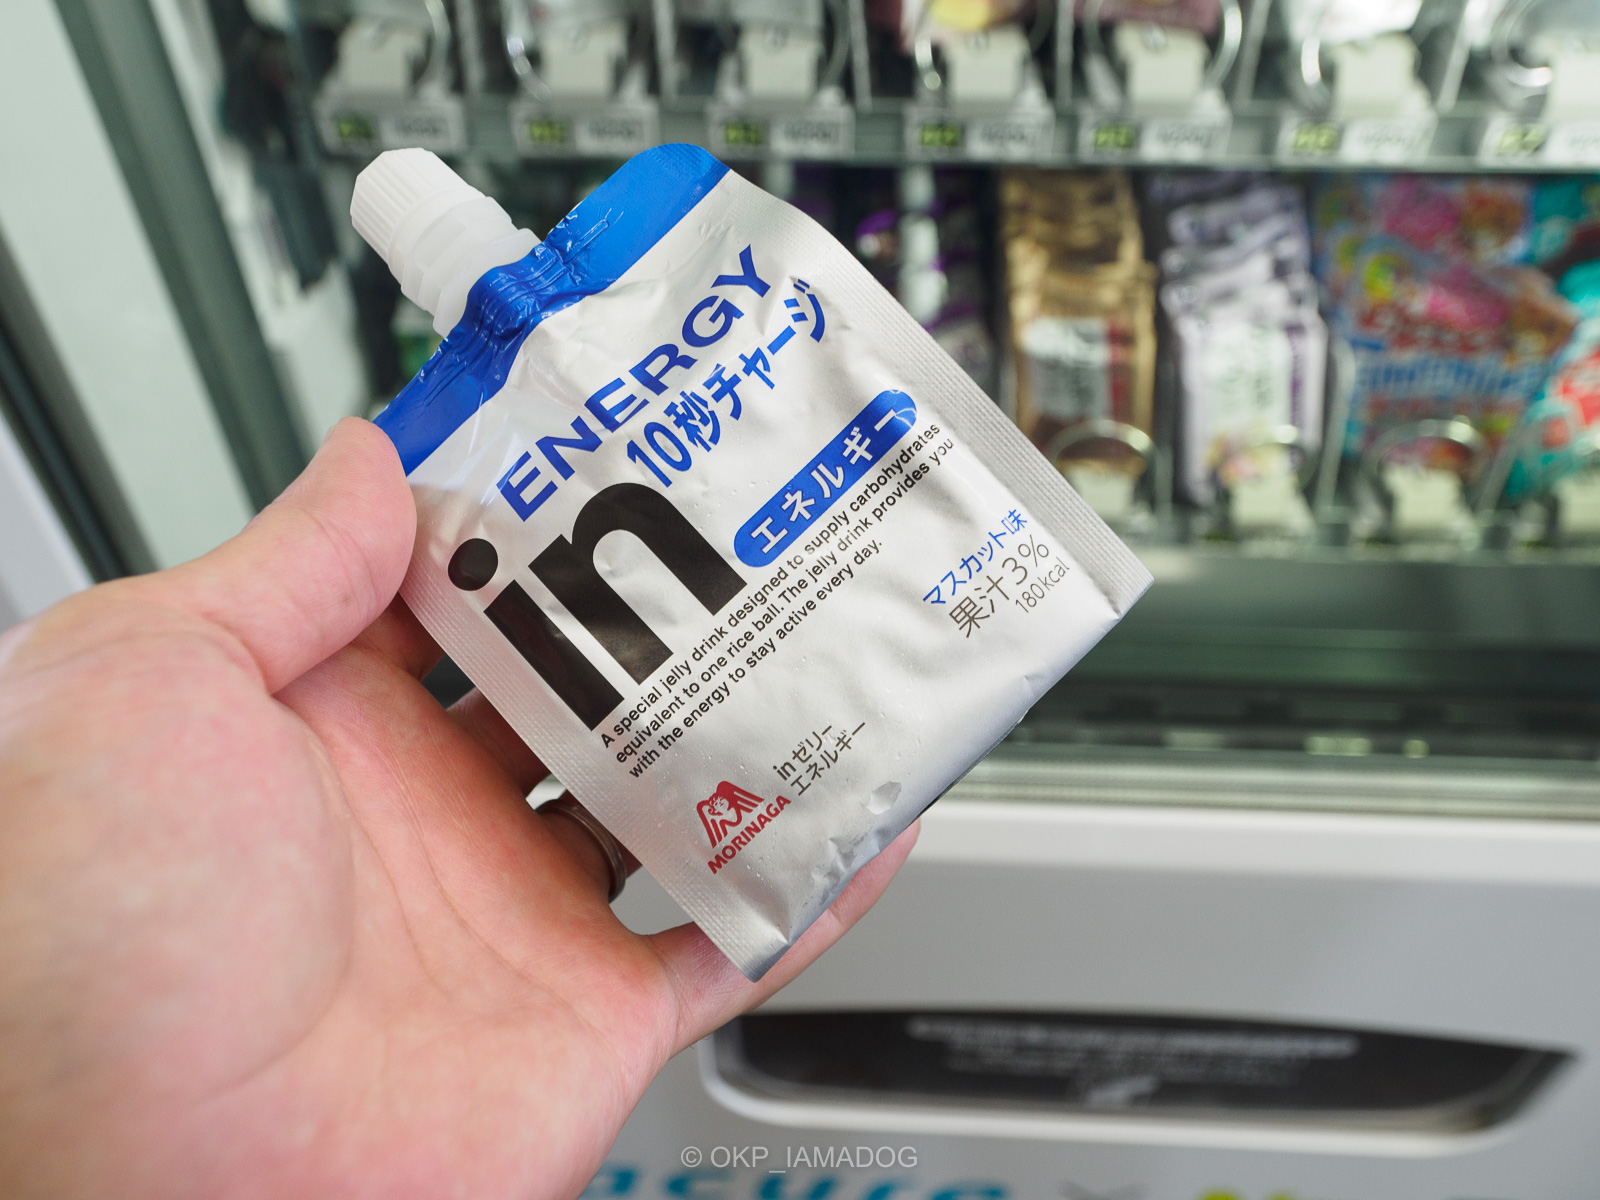 ENERGY
10秒チャージ
in
エネルギー
A special jelly drink designed to supply carbohydrates
equivalent to one rice ball. The jelly drink provides you
with the energy to stay active every day.
マスカット味
果汁3%
180kcal
MORINAGA
inゼリー
エネルギー
© OKP_IAMADOG
acure